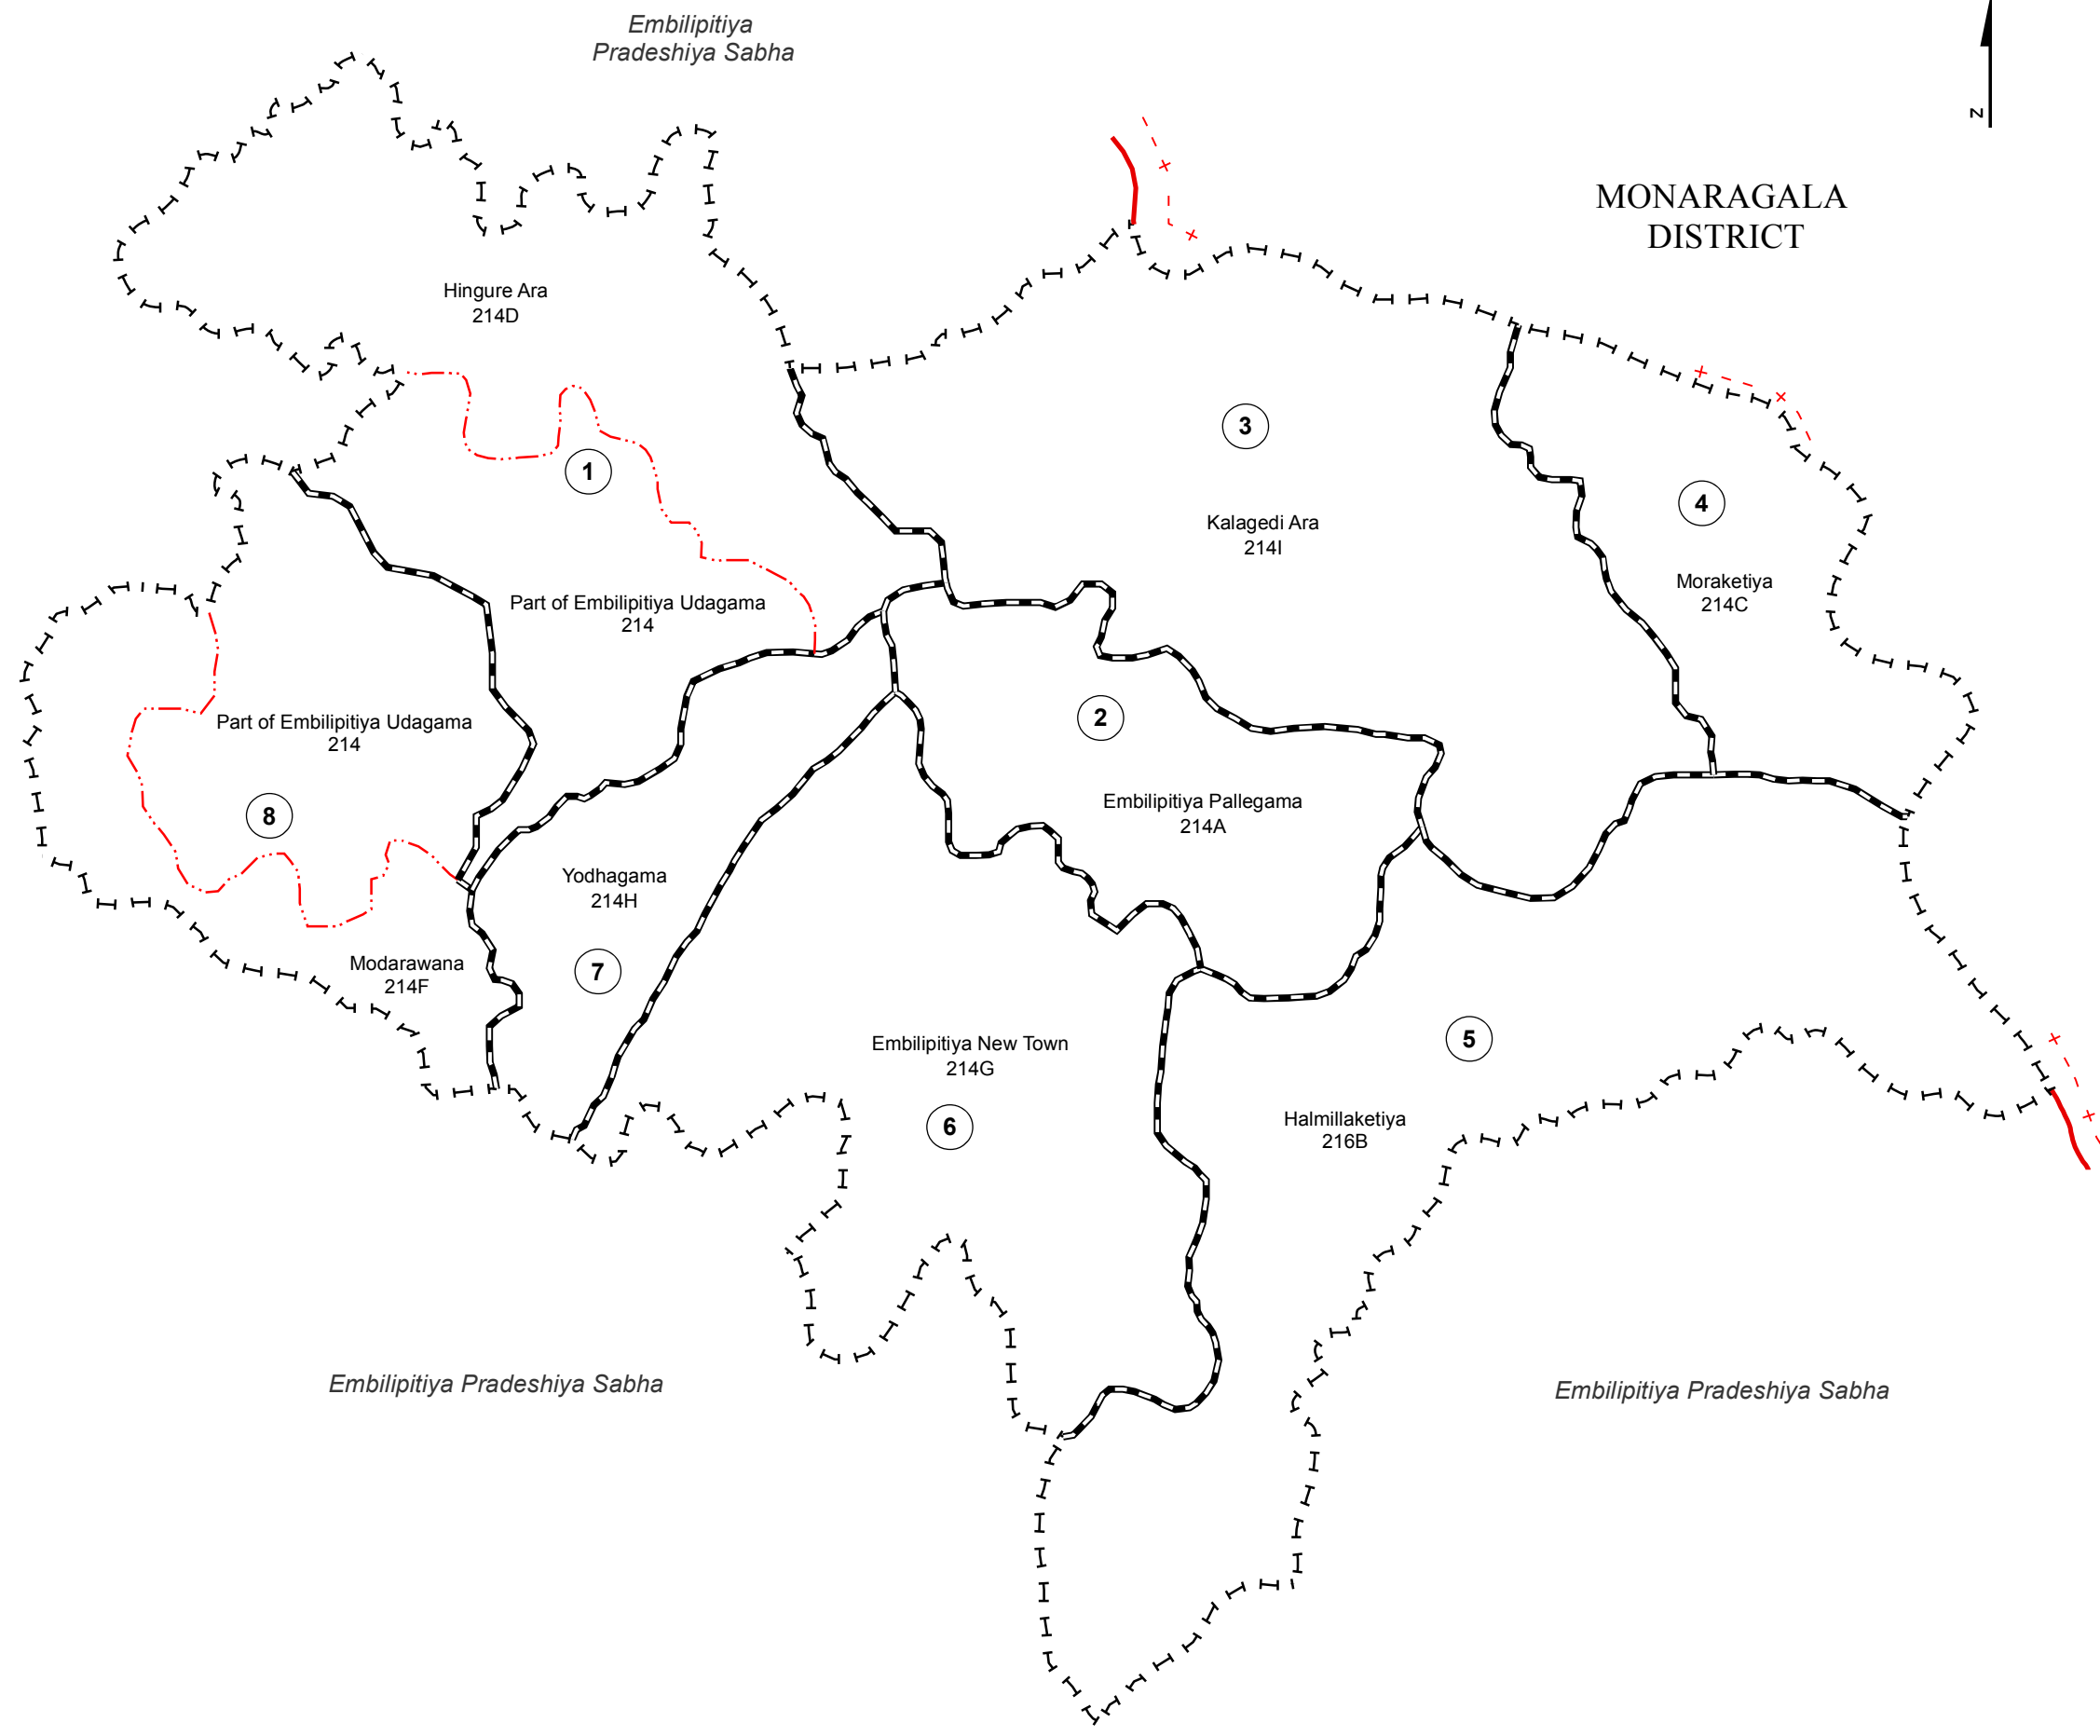 Embilipitiya
Pradeshiya Sabha
N
MONARAGALA
DISTRICT
Hingure Ara
214D
1
3
Kalagedi Ara
214I
4
Moraketiya
214C
Part of Embilipitiya Udagama
214
Part of Embilipitiya Udagama
214
2
Embilipitiya Pallegama
214A
8
Yodhagama
214H
Modarawana
214F
7
Embilipitiya New Town
214G
5
6
Halmillaketiya
216B
Embilipitiya Pradeshiya Sabha
Embilipitiya Pradeshiya Sabha